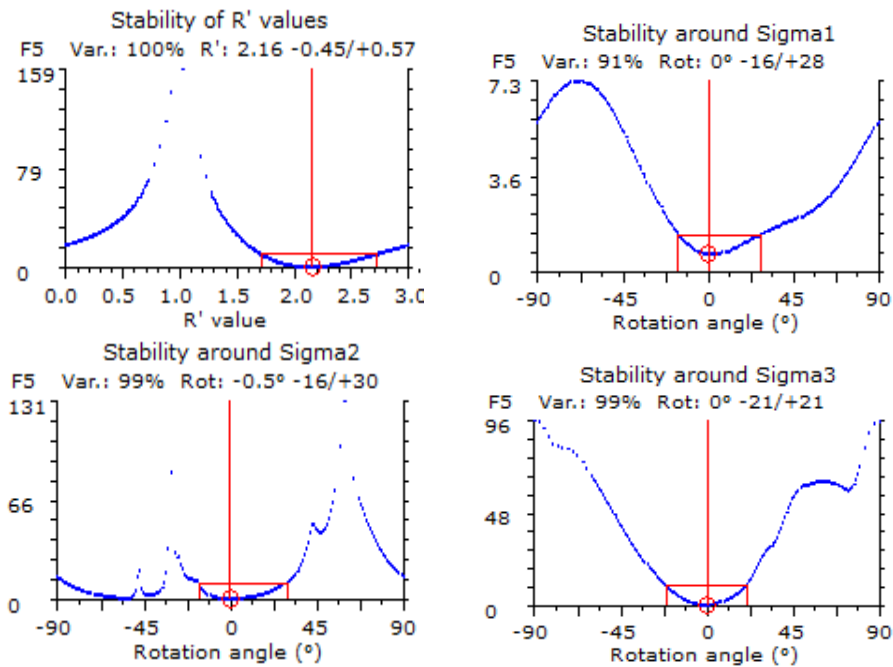 Stability of R' values
F5 Var.: 100% R': 2.16 -0.45/+0.57
159
79
0
0.0 0.5 1.0 1.5 2.0 2.5 3.0
R' value
Stability around Sigma1
F5 Var.: 91% Rot: 0° -16/+28
7.3
3.6
0
-90 -45 0 45 90
Rotation angle (°)
Stability around Sigma2
F5 Var.: 99% Rot: -0.5° -16/+30
131
66
0
-90 -45 0 45 90
Rotation angle (°)
Stability around Sigma3
F5 Var.: 99% Rot: 0° -21/+21
96
48
0
-90 -45 0 45 90
Rotation angle (°)